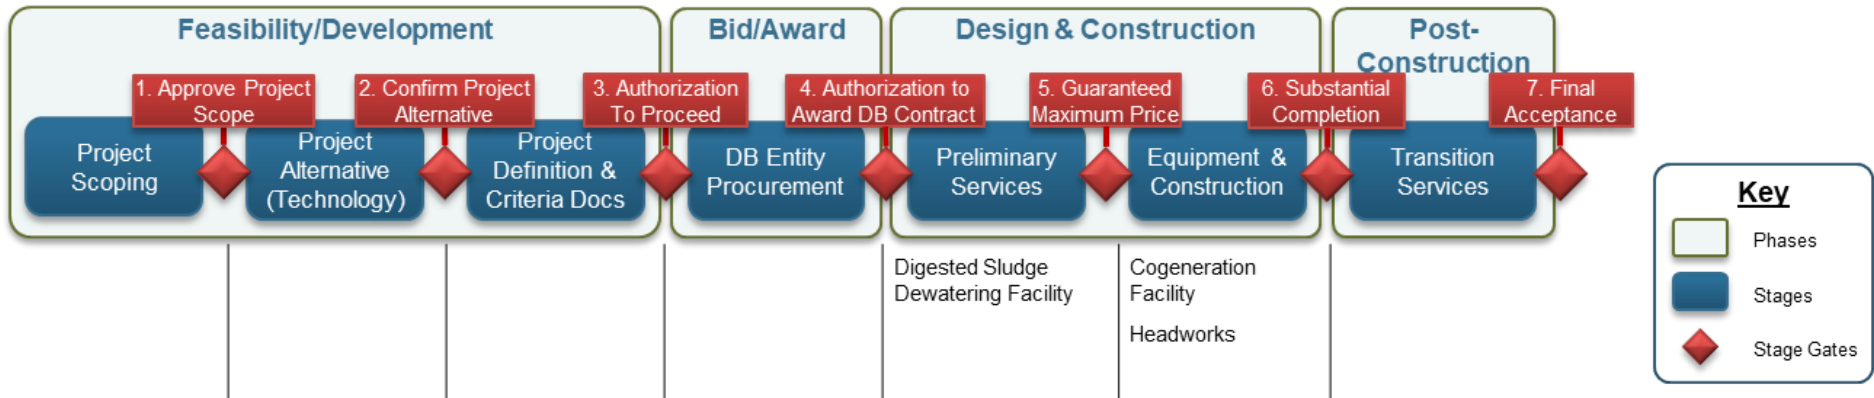 Feasibility/Development
Bid/Award
Design & Construction
Post-
Construction
1. Approve Project
Scope
2. Confirm Project
Alternative
3. Authorization
To Proceed
4. Authorization to
Award DB Contract
5. Guaranteed
Maximum Price
6. Substantial
Completion
7. Final
Acceptance
Project
Scoping
Project
Alternative
(Technology)
Project
Definition &
Criteria Docs
DB Entity
Procurement
Preliminary
Services
Equipment &
Construction
Transition
Services
Digested Sludge
Dewatering Facility
Cogeneration
Facility
Headworks
Key
Phases
Stages
Stage Gates